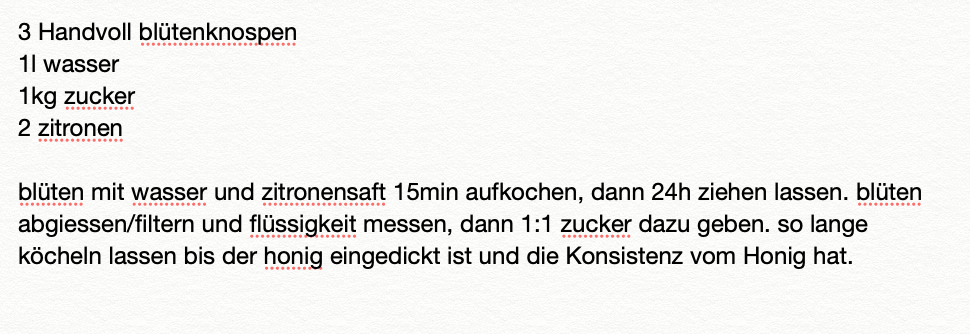 3 Handvoll blütenknospen
1l wasser
1kg zucker
2 zitronen
blüten mit wasser und zitronensaft 15min aufkochen, dann 24h ziehen lassen. blüten
abgiessen/filtern und flüssigkeit messen, dann 1:1 zucker dazu geben. so lange
köcheln lassen bis der honig eingedickt ist und die Konsistenz vom Honig hat.